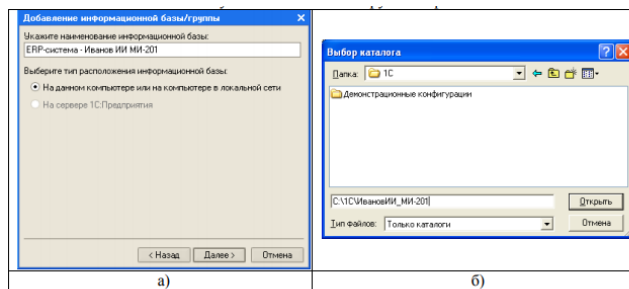 Добавление информационной базы/группы
Укажите наименование информационной базы:
ERP-система - Иванов ИИ МИ-201
Выберите тип расположения информационной базы:
На данном компьютере или на компьютере в локальной сети
На сервере 1С:Предприятия
< Назад
Далее >
Отмена
а)
Выбор каталога
Папка:
1С
Демонстрационные конфигурации
C:\1С\ИвановИИ_МИ-201
Открыть
Тип файлов:
Только каталоги
Отмена
б)